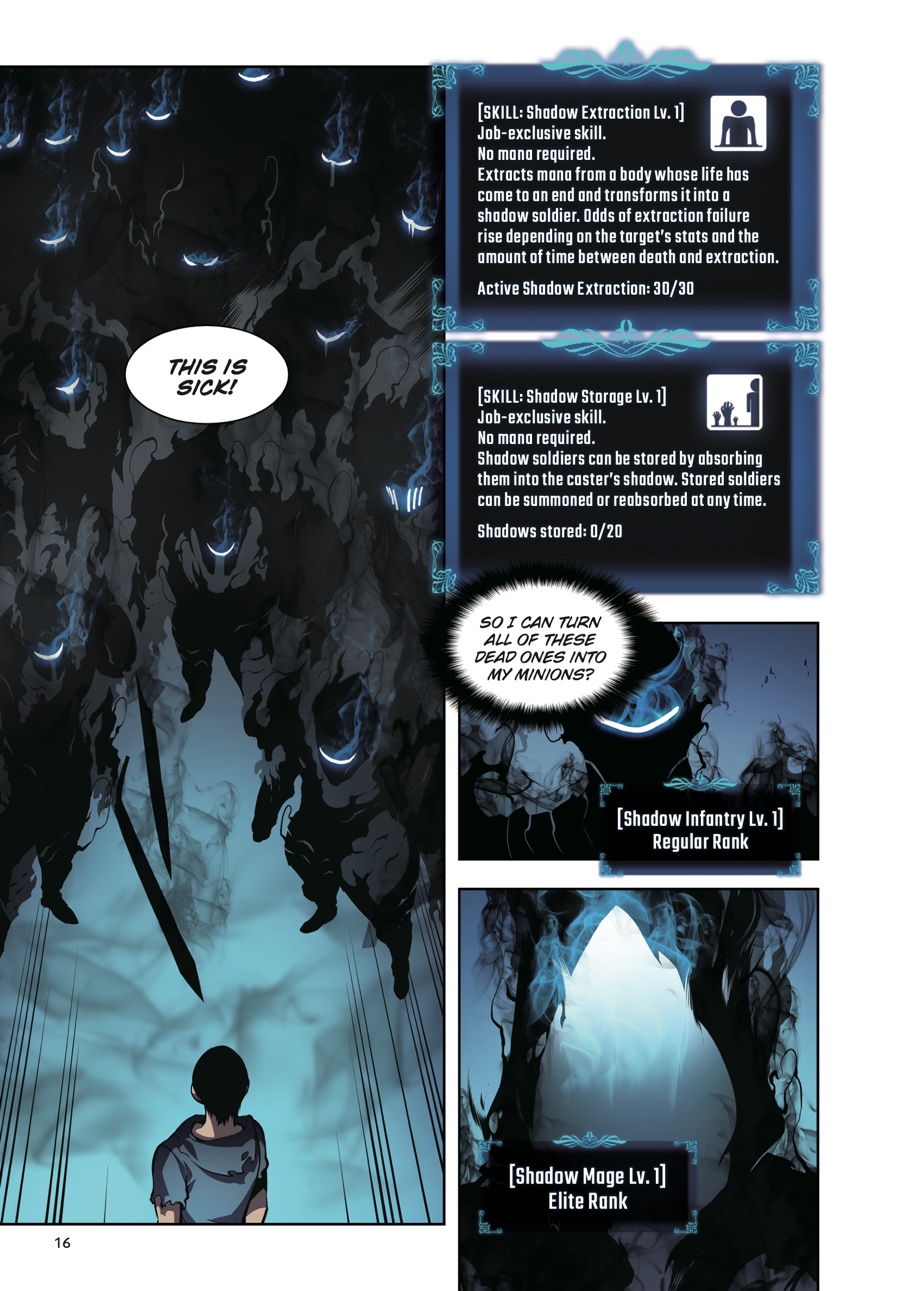 [SKILL: Shadow Extraction Lv. 1]
Job-exclusive skill.
No mana required.
Extracts mana from a body whose life has
come to an end and transforms it into a
shadow soldier. Odds of extraction failure
rise depending on the target's stats and the
amount of time between death and extraction.
Active Shadow Extraction: 30/30
THIS IS
SICK!
[SKILL: Shadow Storage Lv. 1]
Job-exclusive skill.
No mana required.
Shadow soldiers can be stored by absorbing
them into the caster's shadow. Stored soldiers
can be summoned or reabsorbed at any time.
Shadows stored: 0/20
SO I CAN TURN
ALL OF THESE
DEAD ONES INTO
MY MINIONS?
[Shadow Infantry Lv. 1]
Regular Rank
[Shadow Mage Lv. 1]
Elite Rank
16